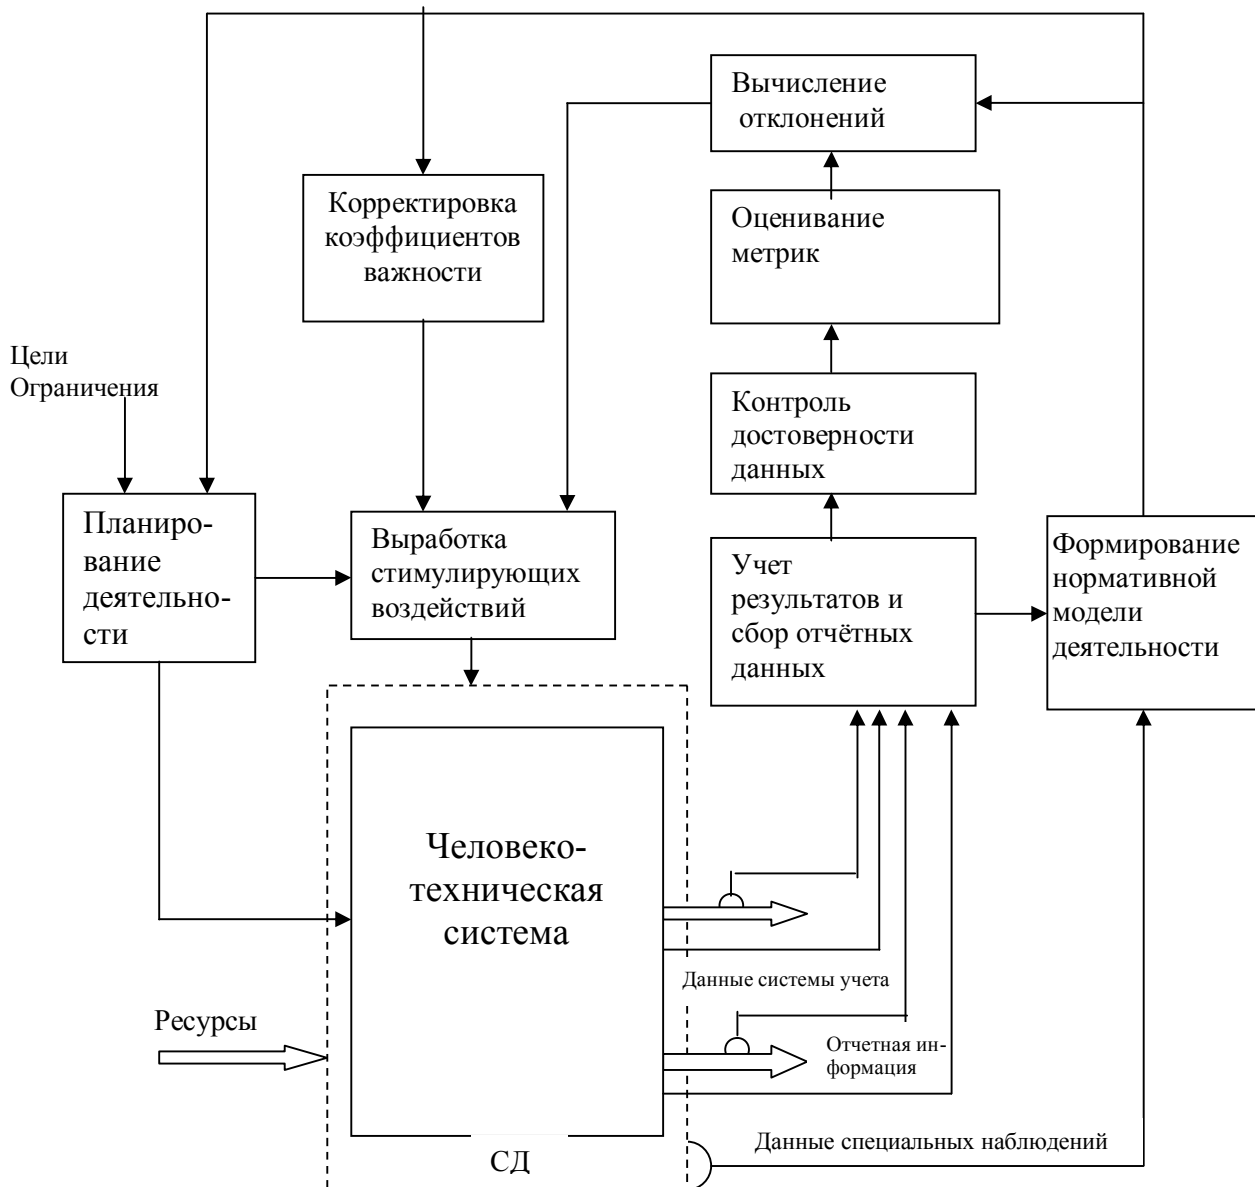 Вычисление
отклонений
Корректировка
коэффициентов
важности
Оценивание
метрик
Цели
Ограничения
Контроль
достоверности
данных
Планиро-
вание
деятельно-
сти
Выработка
стимулирующих
воздействий
Учет
результатов и
сбор отчётных
данных
Формирование
нормативной
модели
деятельности
Человеко-
техническая
система
Данные системы учета
Ресурсы
Отчетная ин-
формация
Данные специальных наблюдений
СД